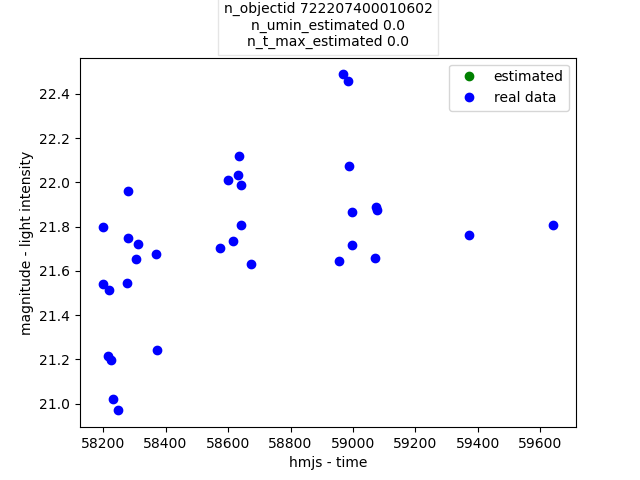 n_objectid 722207400010602
n_umin_estimated 0.0
n_t_max_estimated 0.0
estimated
real data
22.4
22.2
22.0
21.8
21.6
21.4
21.2
21.0
magnitude - light intensity
58200 58400 58600 58800 59000 59200 59400 59600
hmjs - time